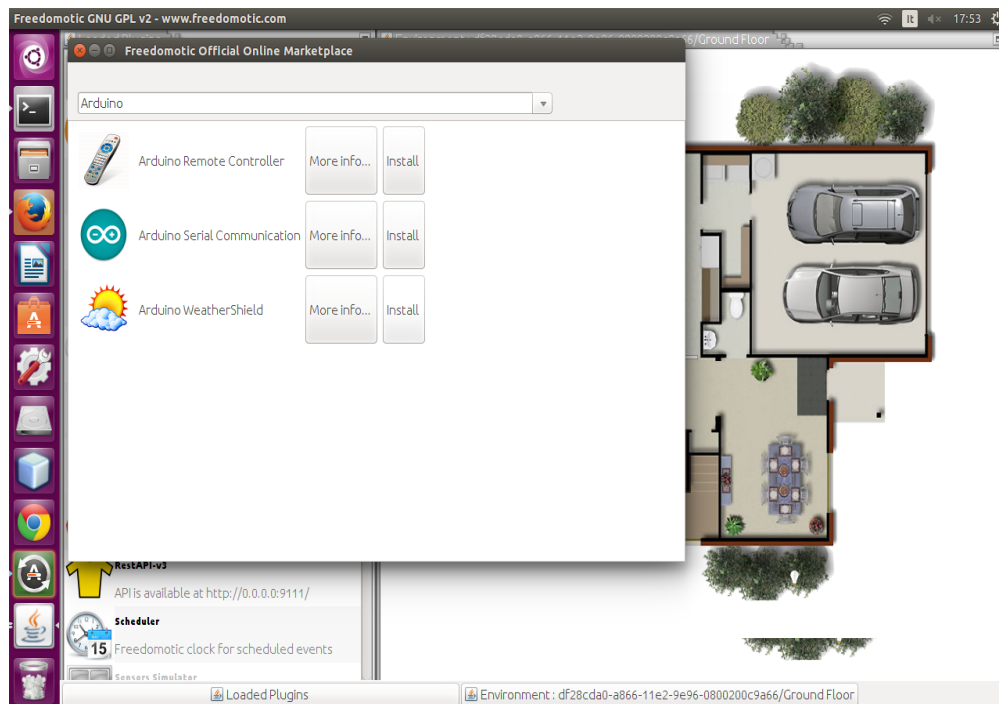 Freedomotic GNU GPL v2 - www.freedomotic.com
It
17:53
Freedomotic Official Online Marketplace
6/Ground Floor
Arduino
Arduino Remote Controller
More info...
Install
Arduino Serial Communication
More info...
Install
Arduino WeatherShield
More info...
Install
RestAPI-v3
API is available at http://0.0.0.0:9111/
Scheduler
15
Freedomotic clock for scheduled events
Sensors Simulator
Loaded Plugins
Environment : df28cda0-a866-11e2-9e96-0800200c9a66/Ground Floor